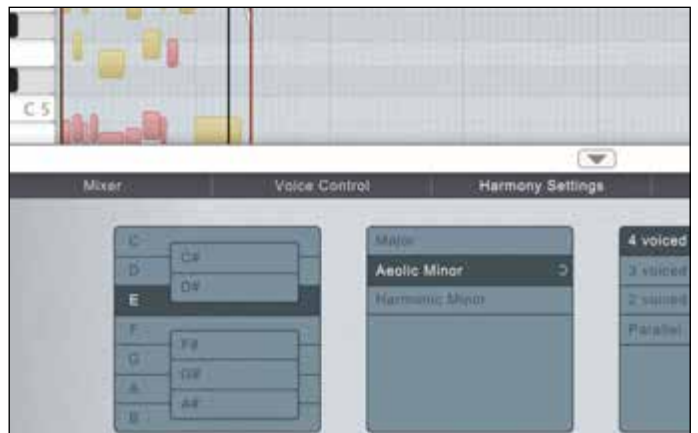 C 5
Mixer
Voice Control
Harmony Settings
C
C#
D
D#
E
F
F#
G
G#
A
A#
B
Major
Aeolic Minor
Harmonic Minor
4 voiced
3 voiced
2 voiced
Parallel